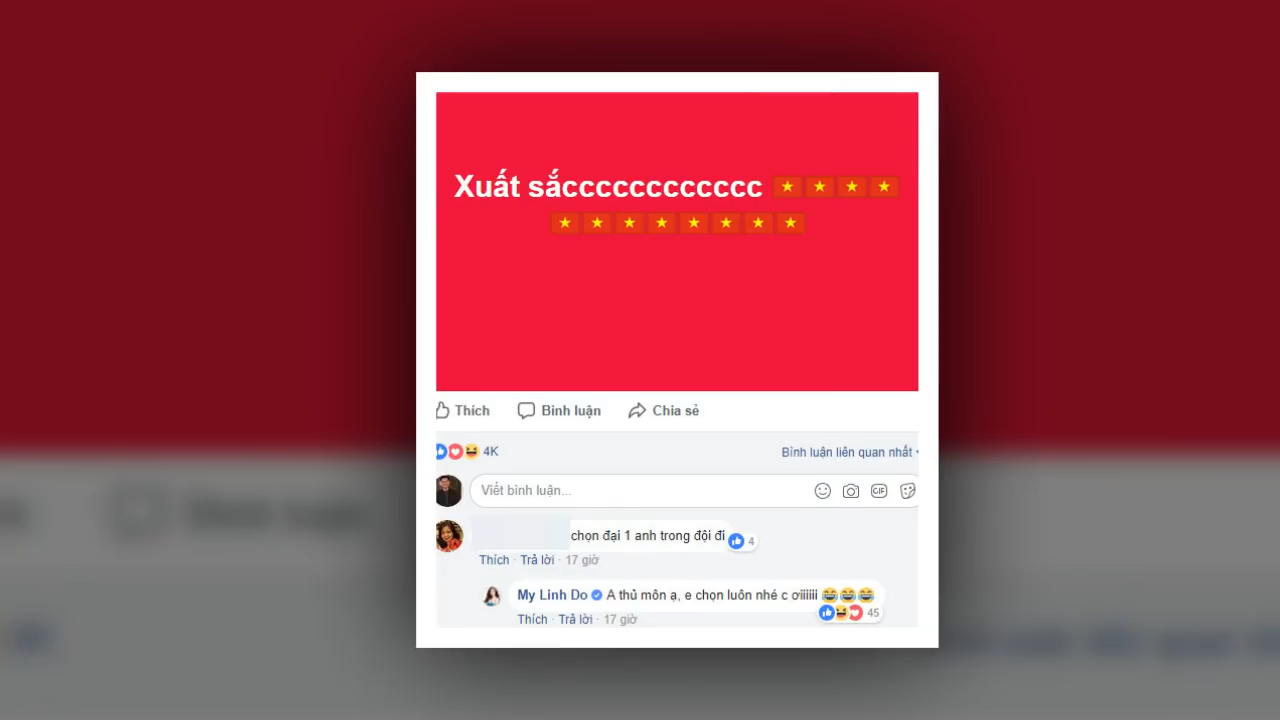 Xuất sắcccccccccccc 🇻🇳 🇻🇳 🇻🇳 🇻🇳
🇻🇳 🇻🇳 🇻🇳 🇻🇳 🇻🇳 🇻🇳 🇻🇳 🇻🇳
Thích Bình luận Chia sẻ
4K Bình luận liên quan nhất
Viết bình luận... GIF
chọn đại 1 anh trong đội đi 4
Thích · Trả lời · 17 giờ
My Linh Do A thủ môn ạ, e chọn luôn nhé c ơiiiiii 😂😂😂
45
Thích · Trả lời · 17 giờ